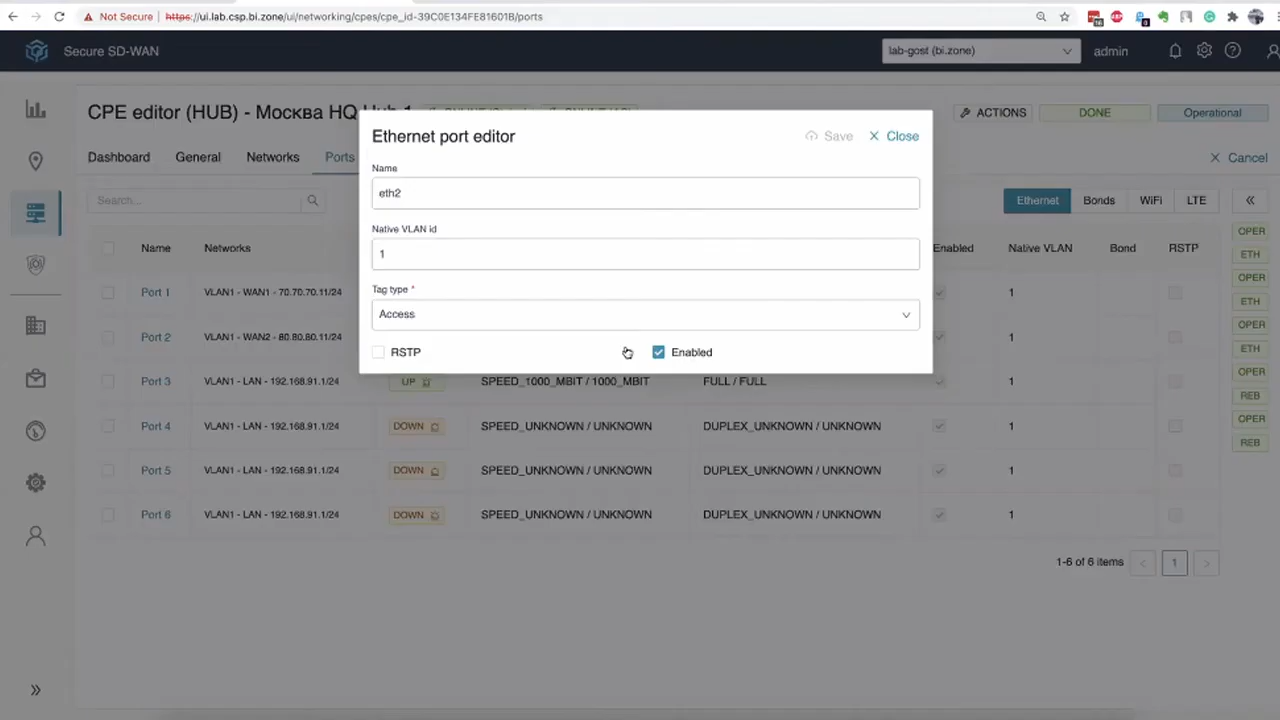 Not Secure
https://ui.lab.csp.bi.zone/ui/networking/cpes/cpe_id-39C0E134FE81601B/ports
Secure SD-WAN
lab-gost (bi.zone)
admin
CPE editor (HUB) - Москва HQ Hub 1
ACTIONS
DONE
Operational
Dashboard
General
Networks
Ports
Cancel
Search...
Ethernet
Bonds
WiFi
LTE
Ethernet port editor
Save
Close
Name
eth2
Native VLAN id
1
Tag type *
Access
RSTP
Enabled
Name Networks Enabled Native VLAN Bond RSTP
Port 1 VLAN1 - WAN1 - 70.70.70.11/24 1
Port 2 VLAN1 - WAN2 - 80.80.80.11/24 1
Port 3 VLAN1 - LAN - 192.168.91.1/24 UP SPEED_1000_MBIT / 1000_MBIT FULL / FULL 1
Port 4 VLAN1 - LAN - 192.168.91.1/24 DOWN SPEED_UNKNOWN / UNKNOWN DUPLEX_UNKNOWN / UNKNOWN 1
Port 5 VLAN1 - LAN - 192.168.91.1/24 DOWN SPEED_UNKNOWN / UNKNOWN DUPLEX_UNKNOWN / UNKNOWN 1
Port 6 VLAN1 - LAN - 192.168.91.1/24 DOWN SPEED_UNKNOWN / UNKNOWN DUPLEX_UNKNOWN / UNKNOWN 1
1-6 of 6 items
1
OPER
ETH
OPER
ETH
OPER
ETH
OPER
REB
OPER
REB